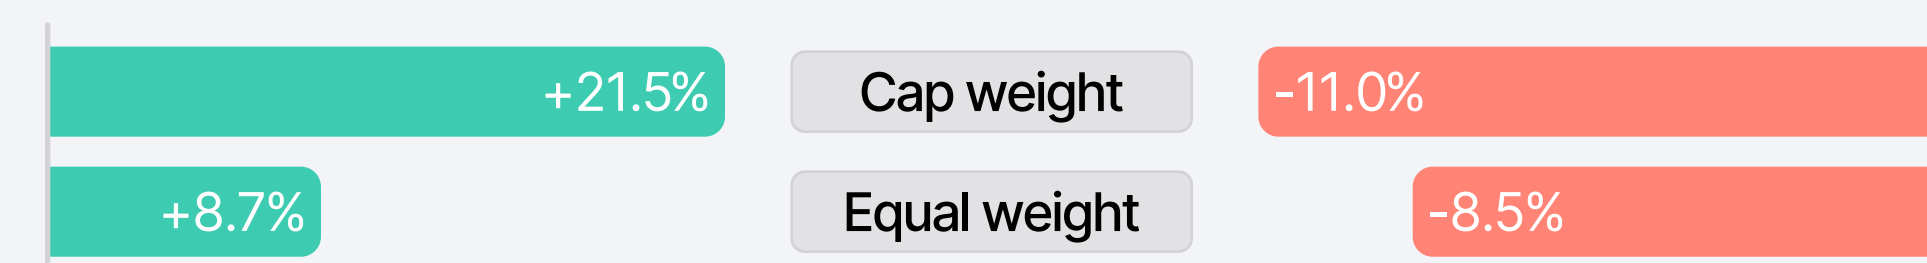 +21.5% Cap weight -11.0%
+8.7% Equal weight -8.5%